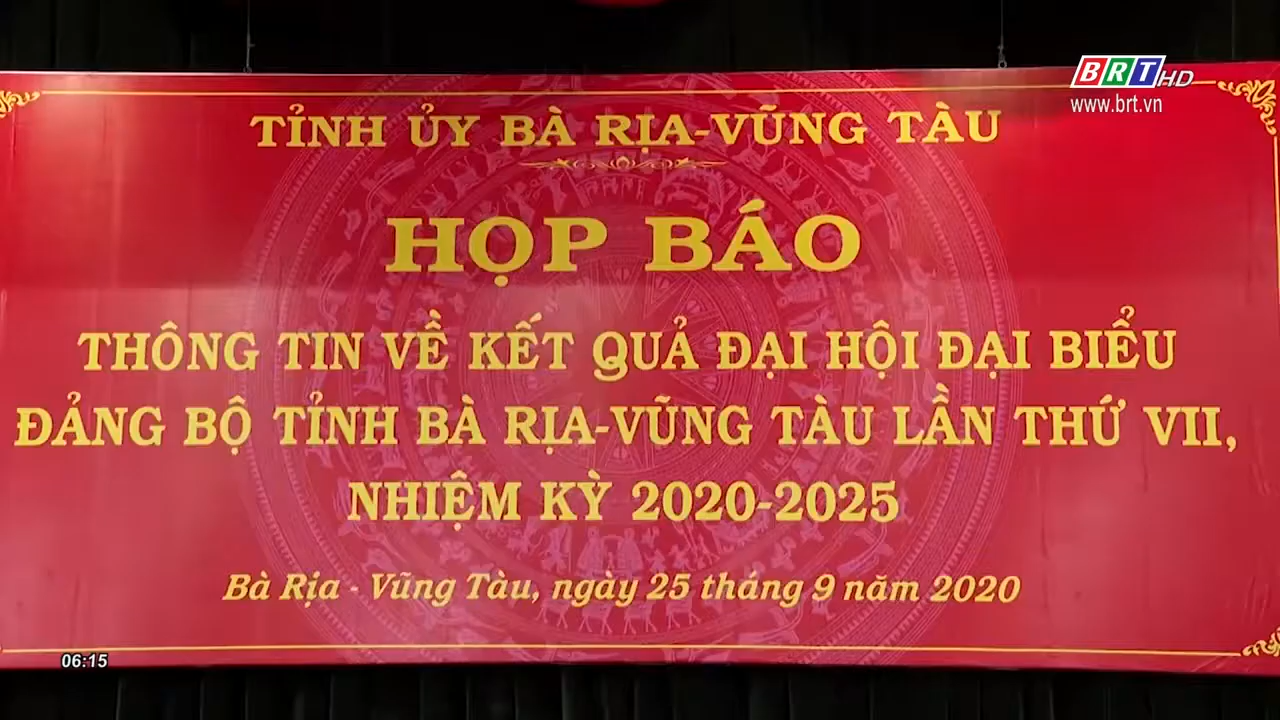 BRT HD
www.brt.vn
TỈNH ỦY BÀ RỊA-VŨNG TÀU
HỌP BÁO
THÔNG TIN VỀ KẾT QUẢ ĐẠI HỘI ĐẠI BIỂU
ĐẢNG BỘ TỈNH BÀ RỊA-VŨNG TÀU LẦN THỨ VII,
NHIỆM KỲ 2020-2025
Bà Rịa - Vũng Tàu, ngày 25 tháng 9 năm 2020
06:15